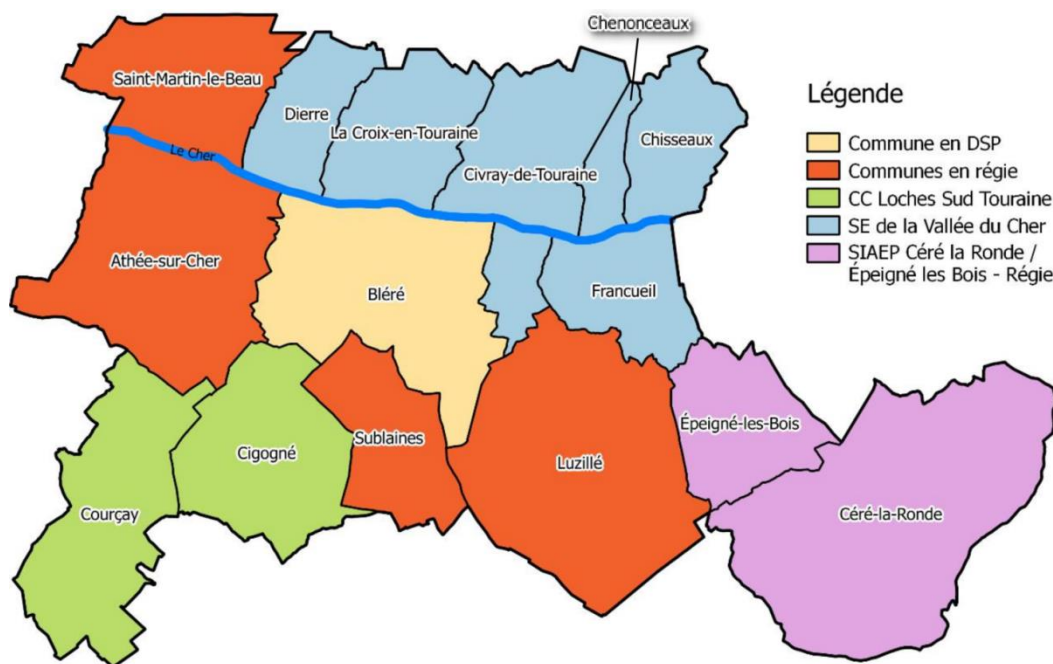 Chenonceaux
Saint-Martin-le-Beau
Dierre
La Croix-en-Touraine
Chisseaux
Le Cher
Civray-de-Touraine
Athée-sur-Cher
Bléré
Francueil
Épeigné-les-Bois
Sublaines
Cigogné
Luzillé
Courçay
Céré-la-Ronde
Légende
Commune en DSP
Communes en régie
CC Loches Sud Touraine
SE de la Vallée du Cher
SIAEP Céré la Ronde /
Épeigné les Bois - Régie